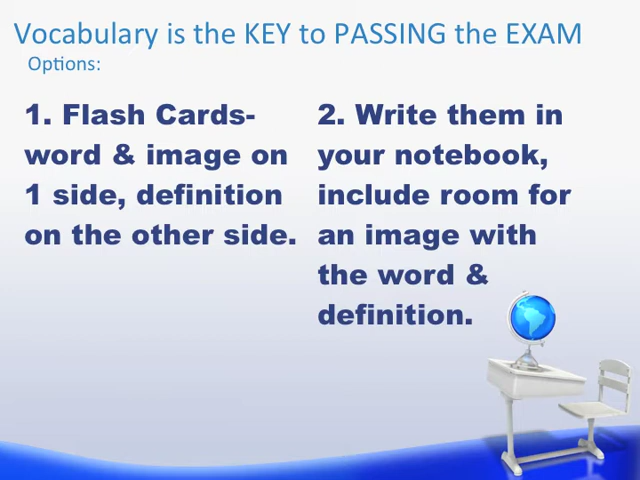 Vocabulary is the KEY to PASSING the EXAM
Options:
1. Flash Cards-
word & image on
1 side, definition
on the other side.
2. Write them in
your notebook,
include room for
an image with
the word &
definition.